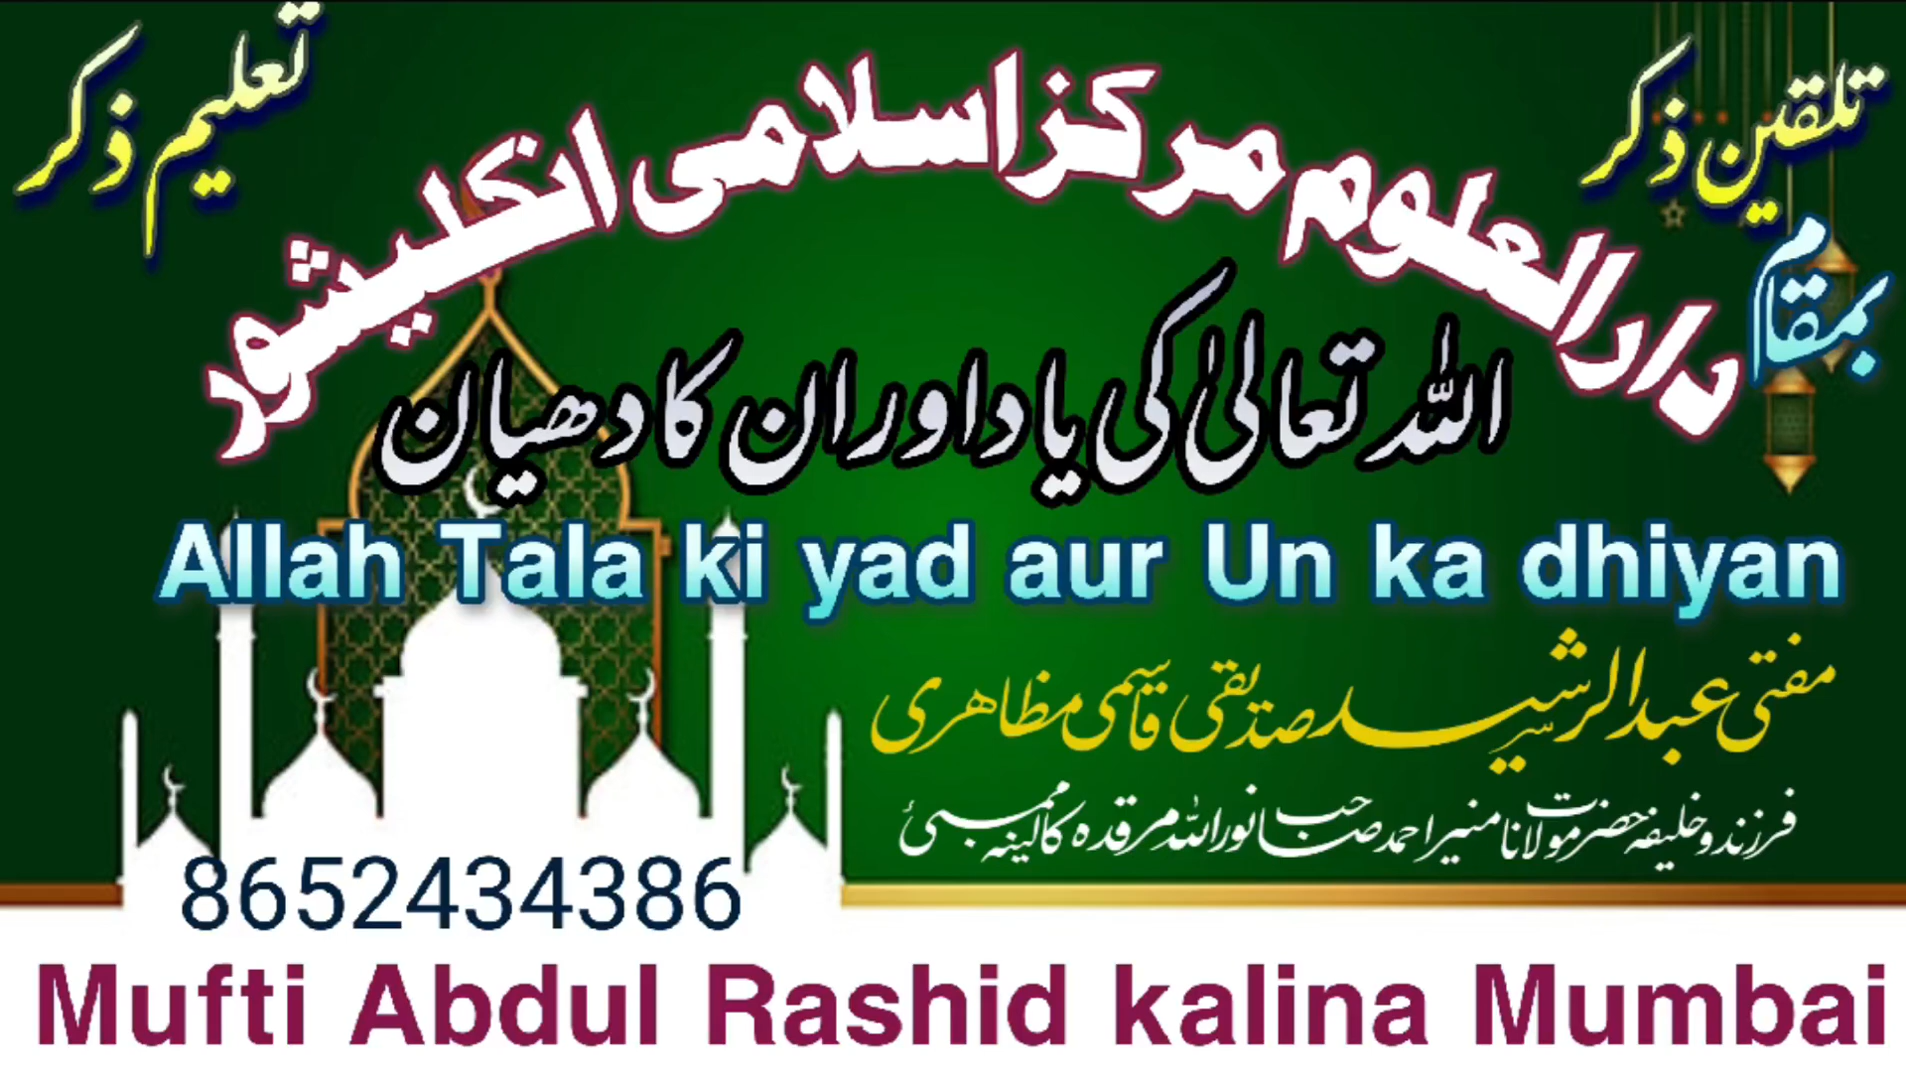 تلقین ذکر
تعلیم ذکر
بمقام
دارالعلوم مرکز اسلامی انکلیشور
اللہ تعالیٰ کی یاد اور ان کا دھیان
Allah Tala ki yad aur Un ka dhiyan
مفتی عبدالرشید صدیقی قاسمی مظاهری
فرزند و خلیفہ حضرت مولانا منیر احمد صاحب نور اللہ مرقدہ کالینہ ممبئی
8652434386
Mufti Abdul Rashid kalina Mumbai